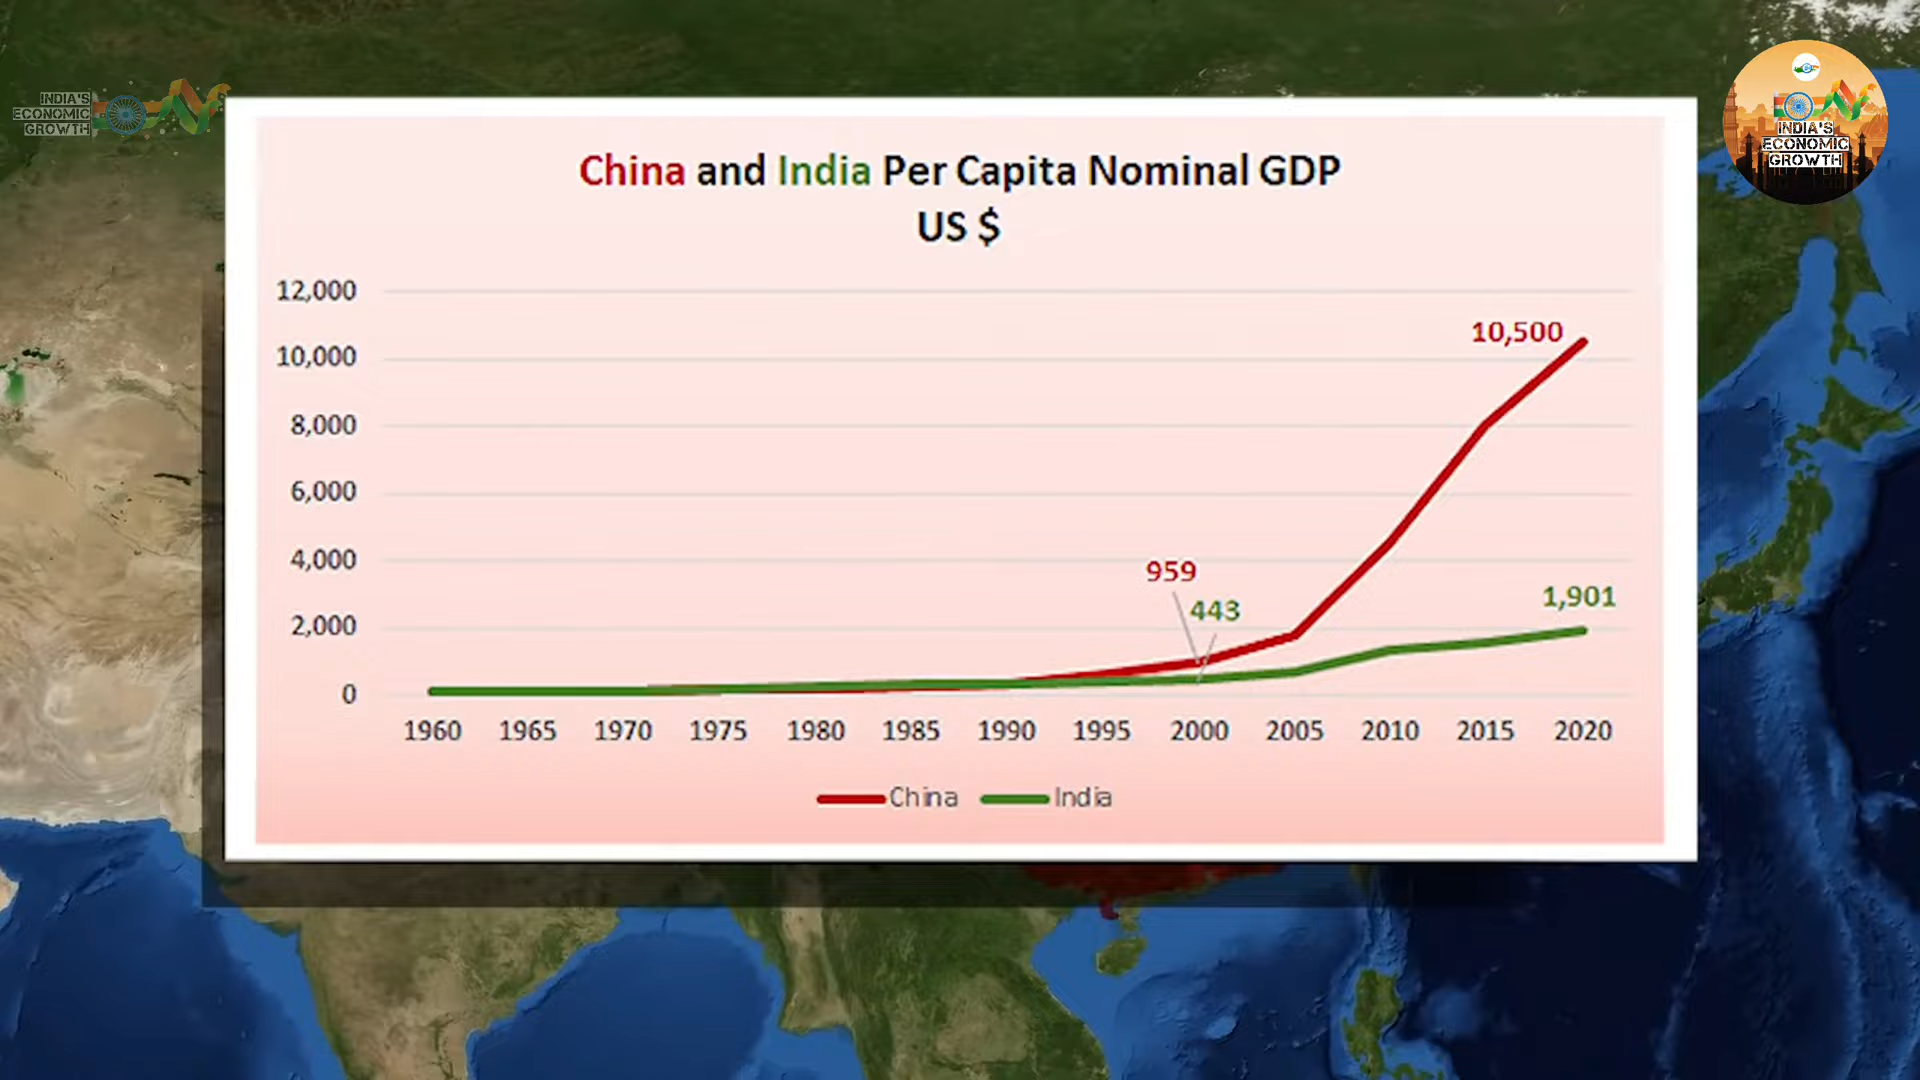 INDIA'S
ECONOMIC
GROWTH
INDIA'S
ECONOMIC
GROWTH
China and India Per Capita Nominal GDP
US $
12,000
10,000
8,000
6,000
4,000
2,000
0
10,500
959
443
1,901
1960 1965 1970 1975 1980 1985 1990 1995 2000 2005 2010 2015 2020
China India